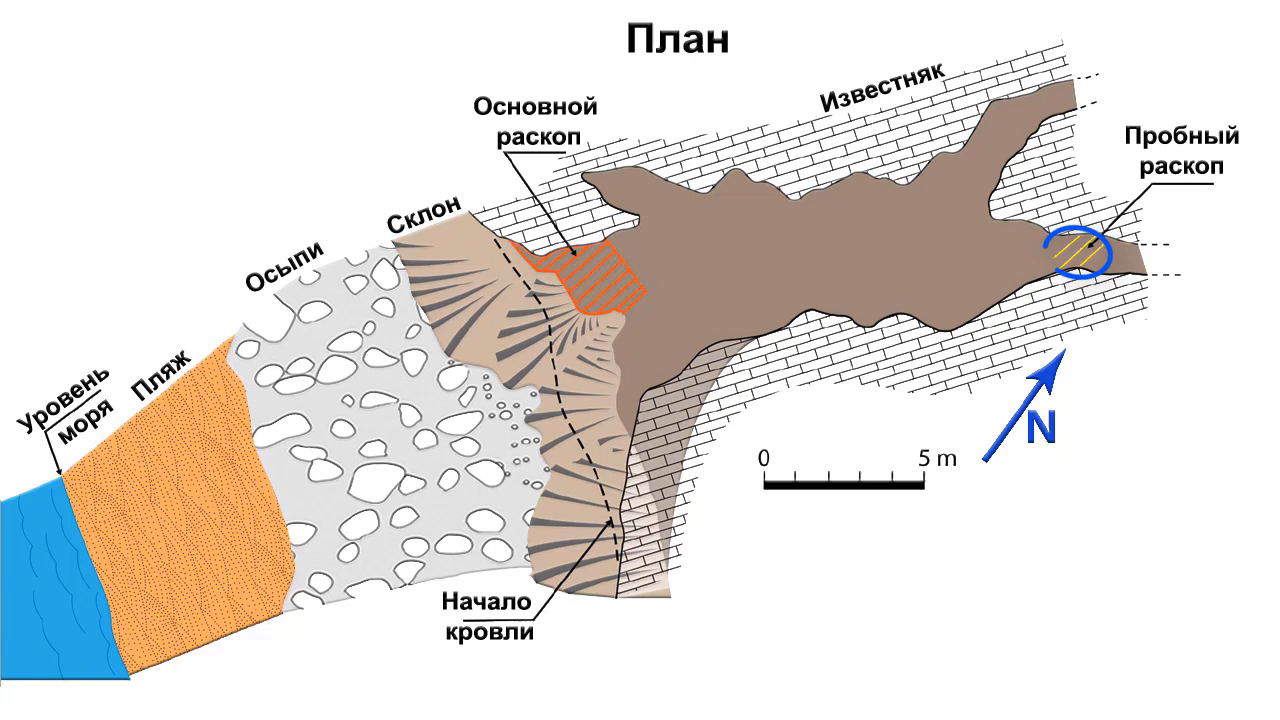 План
Известняк
Основной
раскоп
Пробный
раскоп
Склон
Осыпи
Пляж
Уровень
моря
N
0 5 m
Начало
кровли